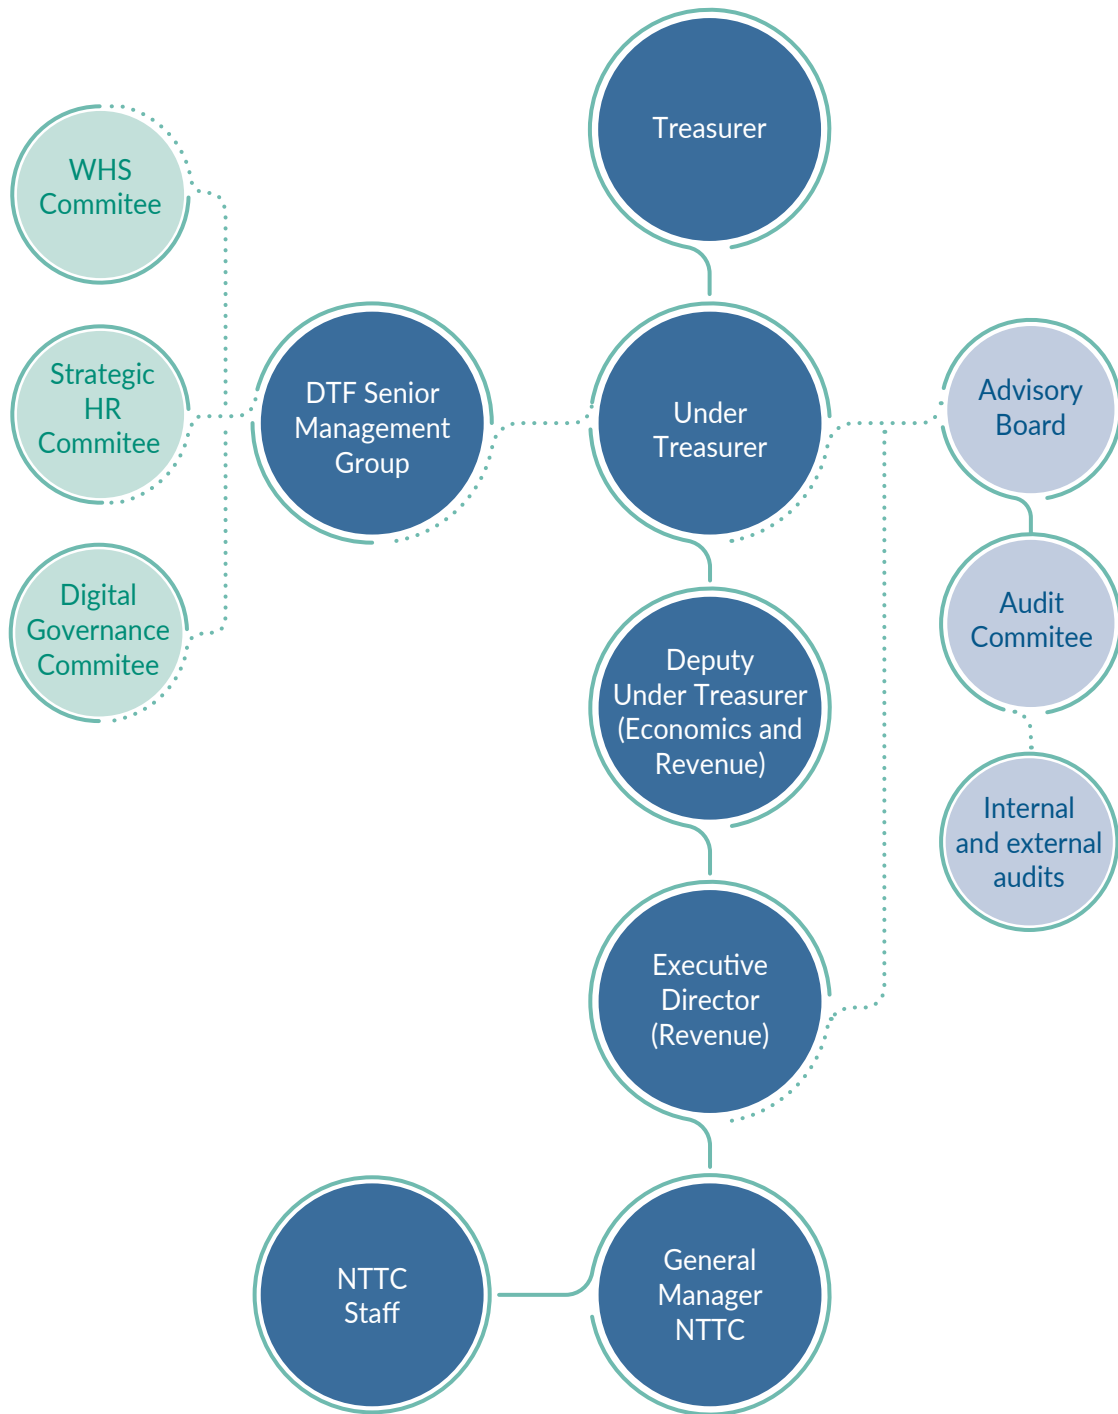 Treasurer
WHS
Commitee
Strategic
HR
Commitee
Digital
Governance
Commitee
DTF Senior
Management
Group
Under
Treasurer
Advisory
Board
Audit
Commitee
Internal
and external
audits
Deputy
Under Treasurer
(Economics and
Revenue)
Executive
Director
(Revenue)
General
Manager
NTTC
NTTC
Staff